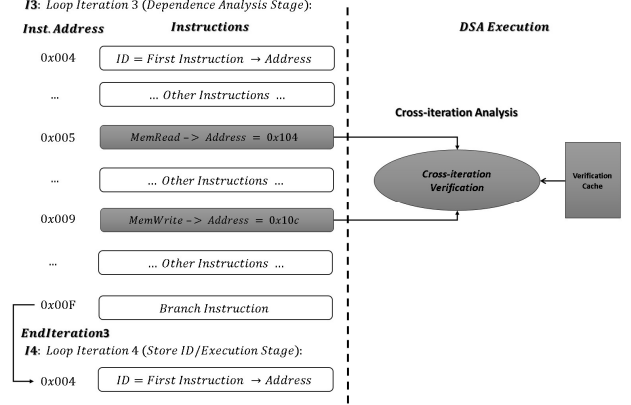 I3: Loop Iteration 3 (Dependence Analysis Stage):
Inst. Address Instructions DSA Execution
0x004 ID = First Instruction → Address
... ... Other Instructions ...
Cross-iteration Analysis
0x005 MemRead −> Address = 0x104
... ... Other Instructions ...
Cross-iteration
Verification
Verification
Cache
0x009 MemWrite −> Address = 0x10c
... ... Other Instructions ...
0x00F Branch Instruction
EndIteration3
I4: Loop Iteration 4 (Store ID/Execution Stage):
0x004 ID = First Instruction → Address